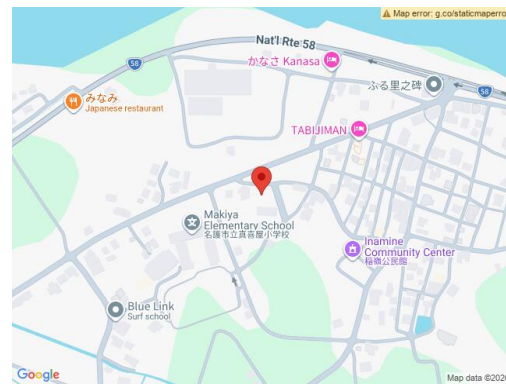 Map error: g.co/staticmaperro
Nat'l Rte 58
かなさ Kanasa
58
ふる里之碑
58
みなみ
Japanese restaurant
TABIJIMAN
Makiya
Elementary School
名護市立真喜屋小学校
Inamine
Community Center
稲嶺公民館
Blue Link
Surf school
Google
Map data ©2026